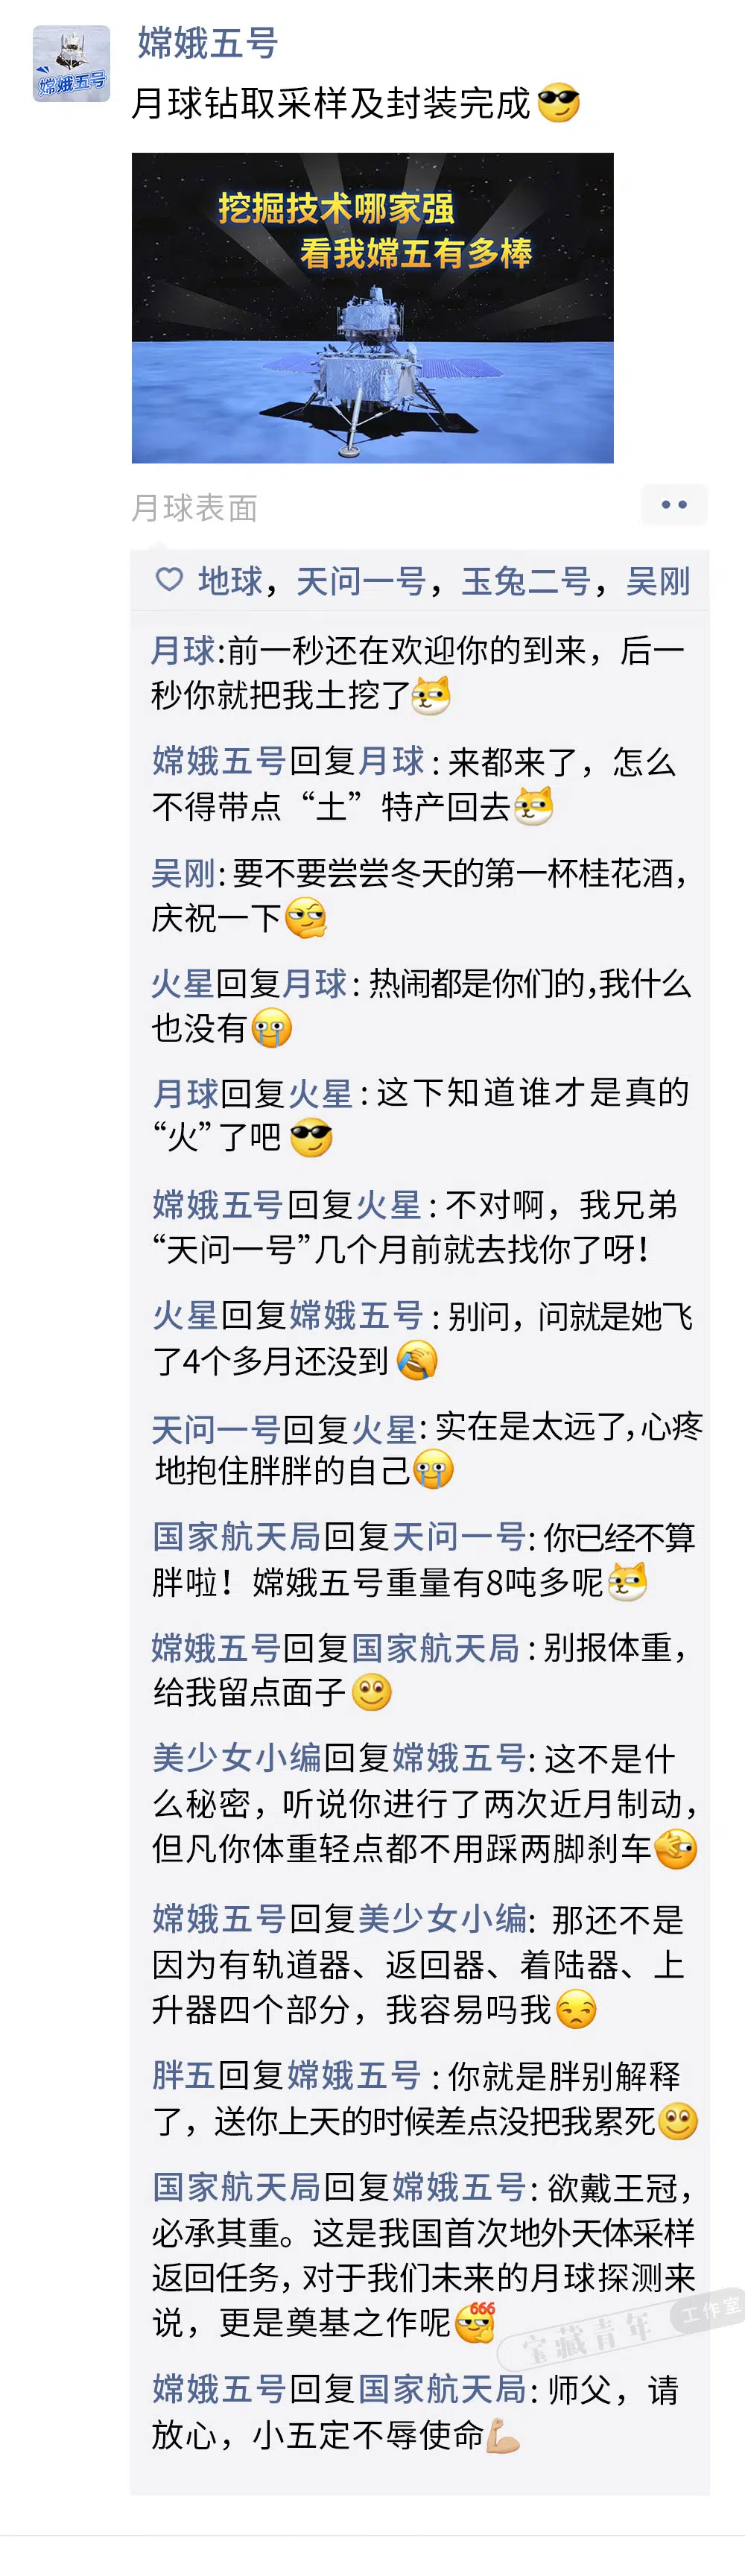 嫦娥五号
嫦娥五号
月球钻取采样及封装完成😎
挖掘技术哪家强
看我嫦五有多棒
月球表面
地球，天问一号，玉兔二号，吴刚
月球:前一秒还在欢迎你的到来，后一
秒你就把我土挖了
嫦娥五号回复月球：来都来了，怎么
不得带点“土”特产回去
吴刚：要不要尝尝冬天的第一杯桂花酒，
庆祝一下
火星回复月球：热闹都是你们的，我什么
也没有😭
月球回复火星：这下知道谁才是真的
“火”了吧😎
嫦娥五号回复火星：不对啊，我兄弟
“天问一号”几个月前就去找你了呀！
火星回复嫦娥五号：别问，问就是她飞
了4个多月还没到
天问一号回复火星：实在是太远了，心疼
地抱住胖胖的自己😭
国家航天局回复天问一号：你已经不算
胖啦！嫦娥五号重量有8吨多呢
嫦娥五号回复国家航天局：别报体重，
给我留点面子🙂
美少女小编回复嫦娥五号：这不是什
么秘密，听说你进行了两次近月制动，
但凡你体重轻点都不用踩两脚刹车
嫦娥五号回复美少女小编：那还不是
因为有轨道器、返回器、着陆器、上
升器四个部分，我容易吗我😒
胖五回复嫦娥五号：你就是胖别解释
了，送你上天的时候差点没把我累死🙂
国家航天局回复嫦娥五号：欲戴王冠，
必承其重。这是我国首次地外天体采样
返回任务，对于我们未来的月球探测来
说，更是奠基之作呢666
宝藏青年 工作室
嫦娥五号回复国家航天局：师父，请
放心，小五定不辱使命💪